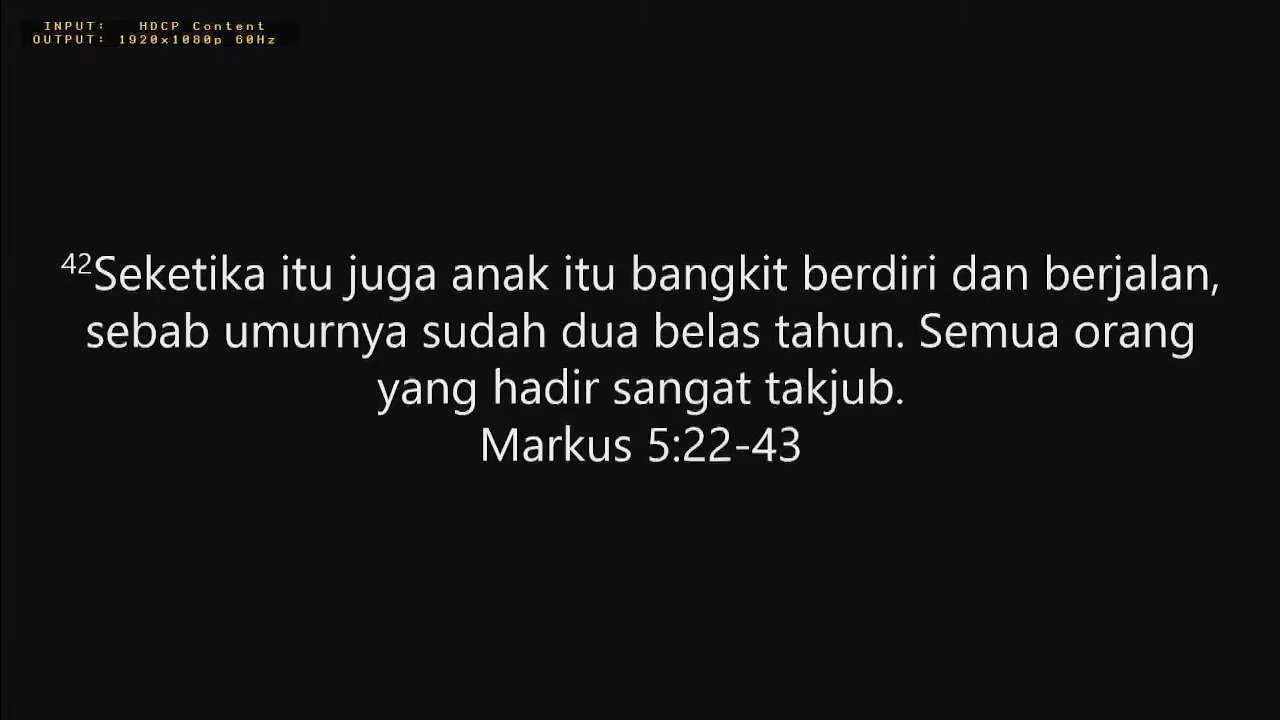 INPUT: HDCP Content
OUTPUT: 1920x1080p 60Hz
42Seketika itu juga anak itu bangkit berdiri dan berjalan,
sebab umurnya sudah dua belas tahun. Semua orang
yang hadir sangat takjub.
Markus 5:22-43